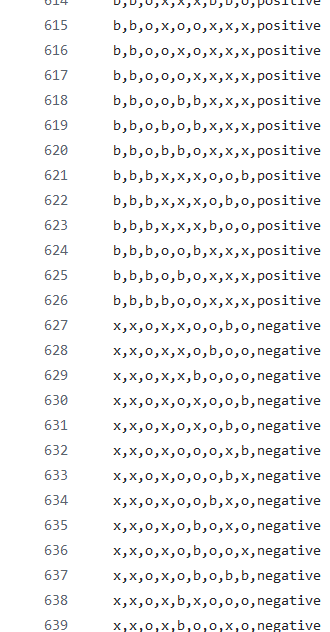 614 b,b,o,x,x,x,b,b,o,positive
615 b,b,o,x,o,o,x,x,x,positive
616 b,b,o,o,x,o,x,x,x,positive
617 b,b,o,o,o,x,x,x,x,positive
618 b,b,o,o,b,b,x,x,x,positive
619 b,b,o,b,o,b,x,x,x,positive
620 b,b,o,b,b,o,x,x,x,positive
621 b,b,b,x,x,x,o,o,b,positive
622 b,b,b,x,x,x,o,b,o,positive
623 b,b,b,x,x,x,b,o,o,positive
624 b,b,b,o,o,b,x,x,x,positive
625 b,b,b,o,b,o,x,x,x,positive
626 b,b,b,b,o,o,x,x,x,positive
627 x,x,o,x,x,o,o,b,o,negative
628 x,x,o,x,x,o,b,o,o,negative
629 x,x,o,x,x,b,o,o,o,negative
630 x,x,o,x,o,x,o,o,b,negative
631 x,x,o,x,o,x,o,b,o,negative
632 x,x,o,x,o,o,o,x,b,negative
633 x,x,o,x,o,o,o,b,x,negative
634 x,x,o,x,o,o,b,x,o,negative
635 x,x,o,x,o,b,o,x,o,negative
636 x,x,o,x,o,b,o,o,x,negative
637 x,x,o,x,o,b,o,b,b,negative
638 x,x,o,x,b,x,o,o,o,negative
639 x,x,o,x,b,o,o,x,o,negative